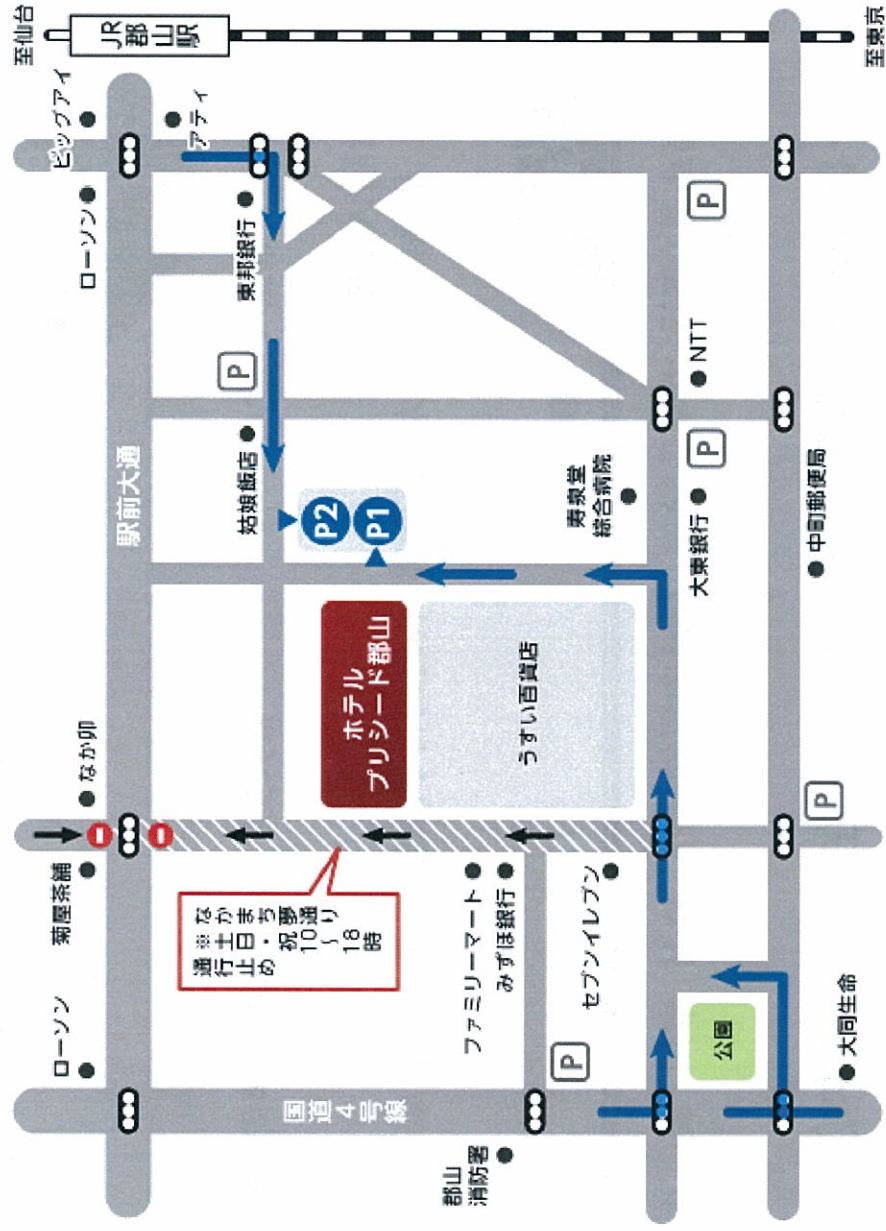 至仙台
JR
郡山駅
ビッグアイ
アティ
ローソン
東邦銀行
駅前大通
P
姑娘飯店
P2
P1
寿泉堂
綜合病院
NTT
P
P
大東銀行
中町郵便局
至東京
なか卯
菊屋茶舗
ホテル
プリシード郡山
うすい百貨店
なかまち夢通り
※土日・祝10~18時
通行止め
ファミリーマート
みずほ銀行
セブンイレブン
P
ローソン
国道4号線
郡山
消防署
P
公園
大同生命